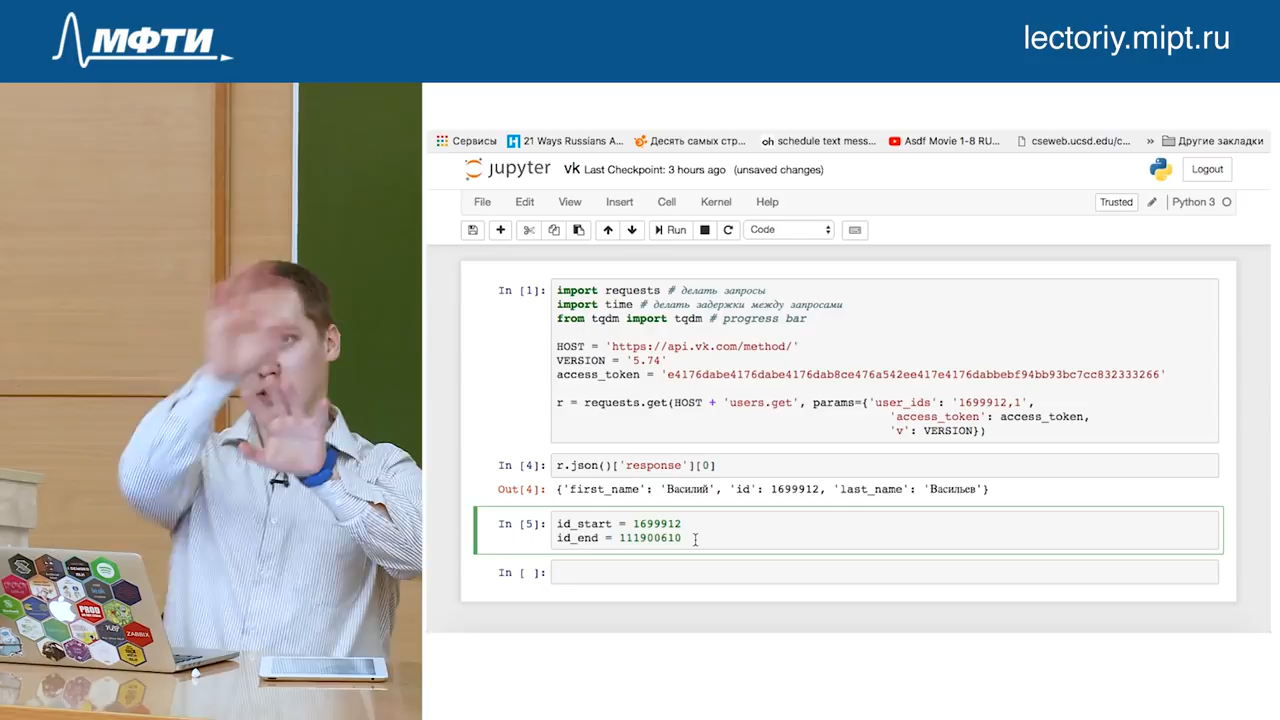 МФТИ
lectoriy.mipt.ru
Сервисы 21 Ways Russians A... Десять самых стр... oh schedule text mess... Asdf Movie 1-8 RU... cseweb.ucsd.edu/c... » Другие закладки
jupyter vk Last Checkpoint: 3 hours ago (unsaved changes) Logout
File Edit View Insert Cell Kernel Help Trusted Python 3
Run Code
In [1]: import requests # делать запросы
import time # делать задержки между запросами
from tqdm import tqdm # progress bar
HOST = 'https://api.vk.com/method/'
VERSION = '5.74'
access_token = 'e4176dabe4176dabe4176dab8ce476a542ee417e4176dabbebf94bb93bc7cc832333266'
r = requests.get(HOST + 'users.get', params={'user_ids': '1699912,1',
'access_token': access_token,
'v': VERSION})
In [4]: r.json()['response'][0]
Out[4]: {'first_name': 'Василий', 'id': 1699912, 'last_name': 'Васильев'}
In [5]: id_start = 1699912
id_end = 111900610
In [ ]:
PROD
ZABBIX